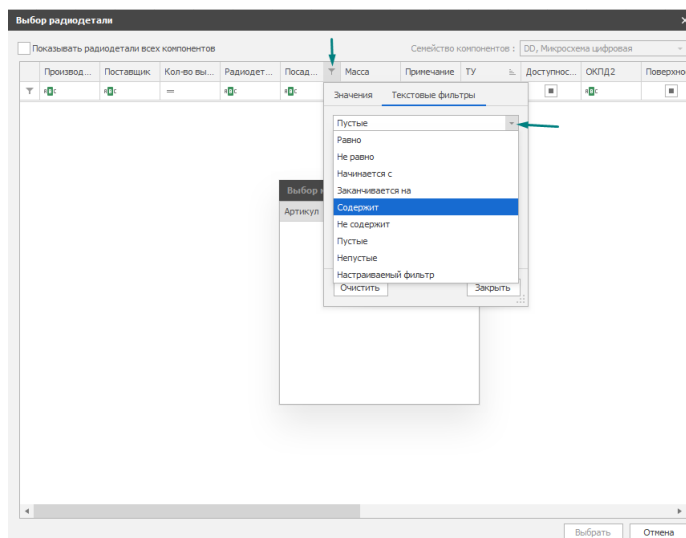 Выбор радиодетали
Показывать радиодетали всех компонентов
Семейство компонентов : DD, Микросхема цифровая
Производ... Поставщик Кол-во вы... Радиодет... Посад... Масса Примечание ТУ Доступнос... ОКПД2 Поверхно
=
Значения Текстовые фильтры
Пустые
Равно
Не равно
Начинается с
Заканчивается на
Выбор
Содержит
Артикул
Не содержит
Пустые
Непустые
Настраиваемый фильтр
Очистить Закрыть
Выбрать Отмена